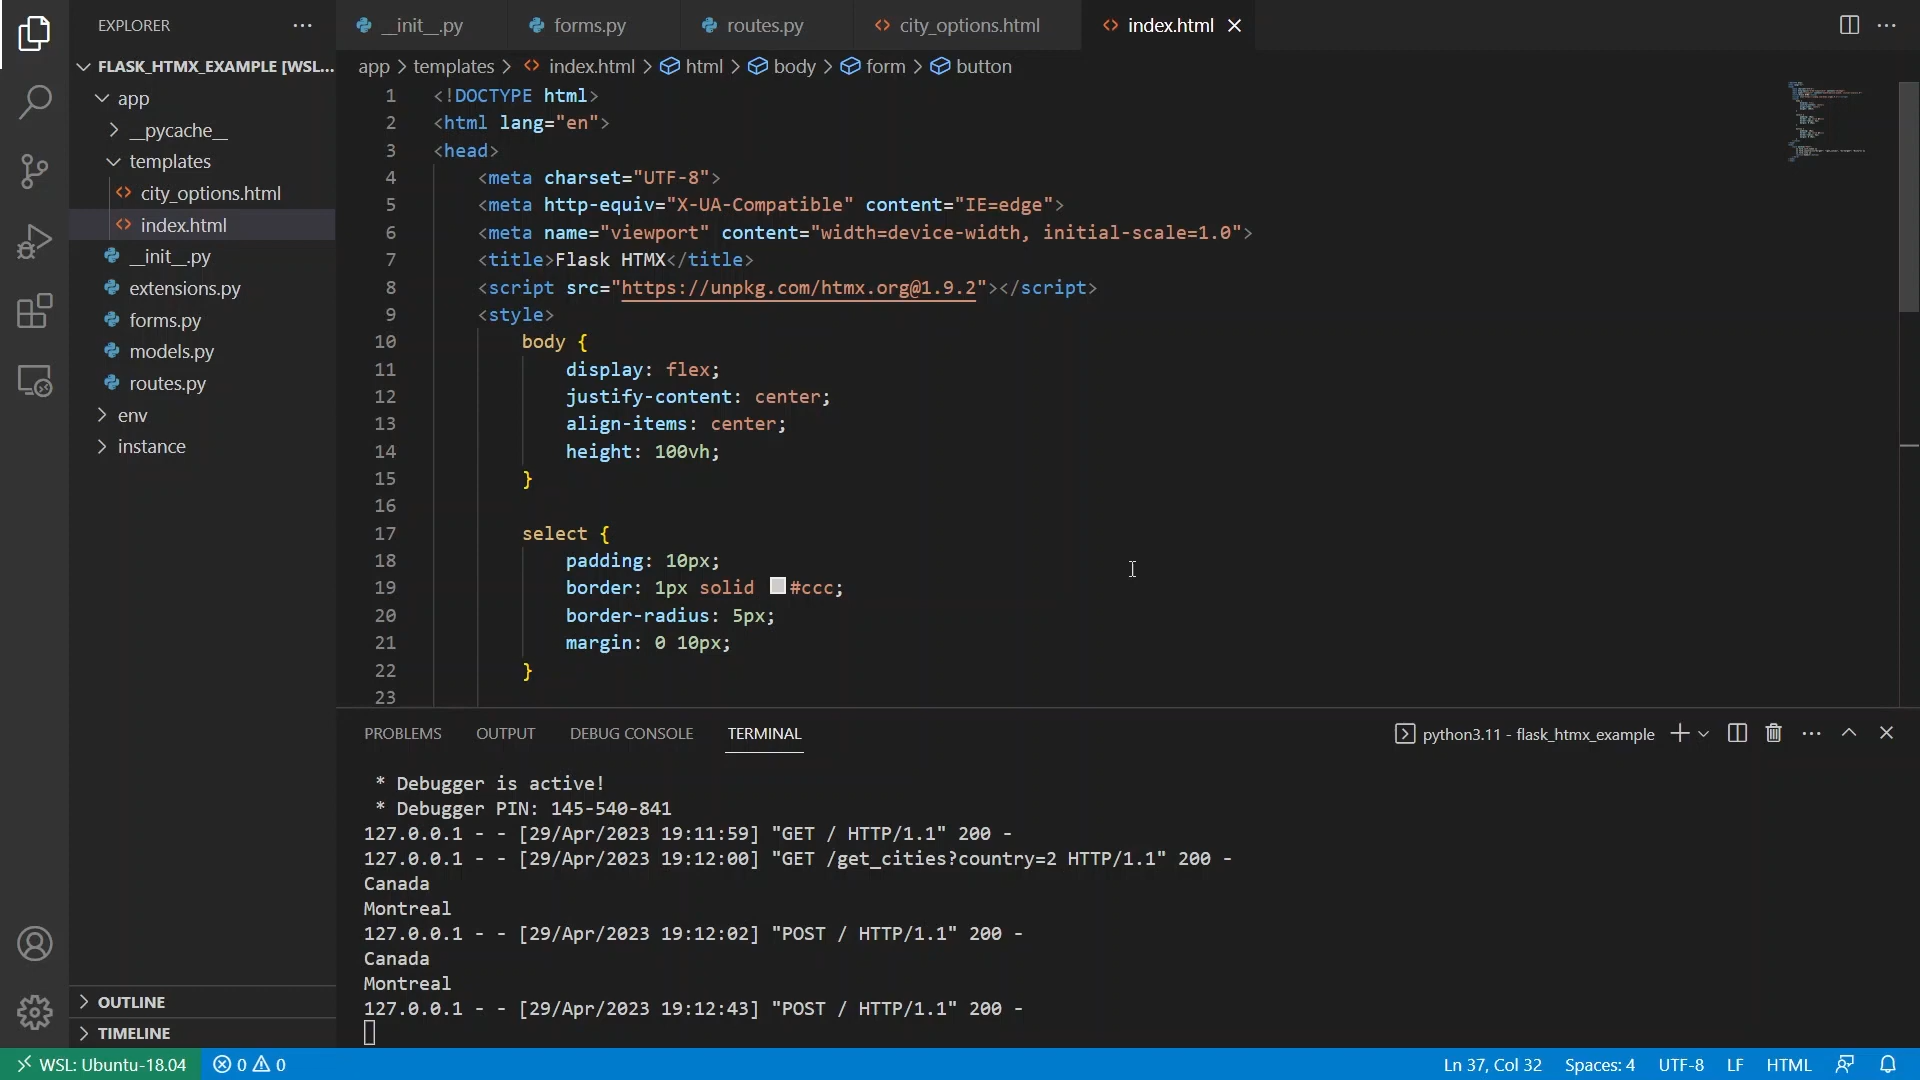 EXPLORER
FLASK_HTMX_EXAMPLE [WSL...
app
__pycache__
templates
city_options.html
index.html
__init__.py
extensions.py
forms.py
models.py
routes.py
env
instance
OUTLINE
TIMELINE
__init__.py
forms.py
routes.py
city_options.html
index.html
app > templates > index.html > html > body > form > button
1 <!DOCTYPE html>
2 <html lang="en">
3 <head>
4 <meta charset="UTF-8">
5 <meta http-equiv="X-UA-Compatible" content="IE=edge">
6 <meta name="viewport" content="width=device-width, initial-scale=1.0">
7 <title>Flask HTMX</title>
8 <script src="https://unpkg.com/htmx.org@1.9.2"></script>
9 <style>
10 body {
11 display: flex;
12 justify-content: center;
13 align-items: center;
14 height: 100vh;
15 }
16
17 select {
18 padding: 10px;
19 border: 1px solid #ccc;
20 border-radius: 5px;
21 margin: 0 10px;
22 }
23
PROBLEMS OUTPUT DEBUG CONSOLE TERMINAL
python3.11 - flask_htmx_example
* Debugger is active!
* Debugger PIN: 145-540-841
127.0.0.1 - - [29/Apr/2023 19:11:59] "GET / HTTP/1.1" 200 -
127.0.0.1 - - [29/Apr/2023 19:12:00] "GET /get_cities?country=2 HTTP/1.1" 200 -
Canada
Montreal
127.0.0.1 - - [29/Apr/2023 19:12:02] "POST / HTTP/1.1" 200 -
Canada
Montreal
127.0.0.1 - - [29/Apr/2023 19:12:43] "POST / HTTP/1.1" 200 -
WSL: Ubuntu-18.04 0 0 Ln 37, Col 32 Spaces: 4 UTF-8 LF HTML